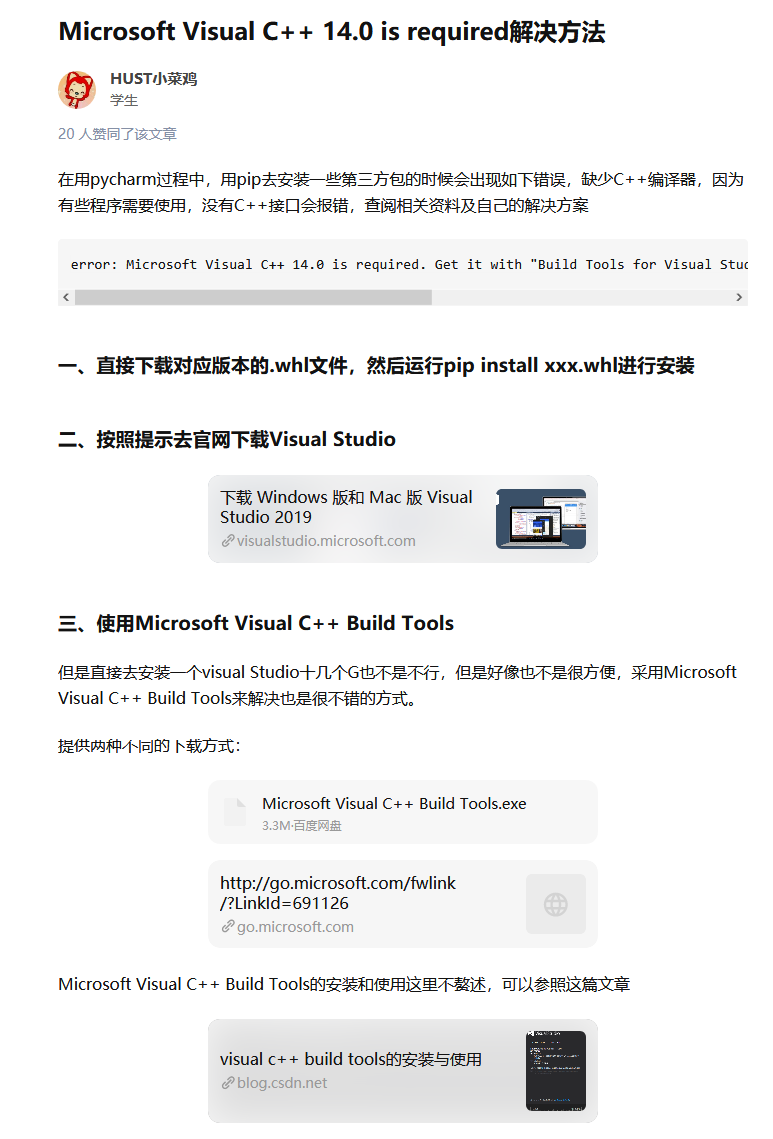 Microsoft Visual C++ 14.0 is required解决方法
HUST小菜鸡
学生
20 人赞同了该文章
在用pycharm过程中，用pip去安装一些第三方包的时候会出现如下错误，缺少C++编译器，因为
有些程序需要使用，没有C++接口会报错，查阅相关资料及自己的解决方案
error: Microsoft Visual C++ 14.0 is required. Get it with "Build Tools for Visual Stud
一、直接下载对应版本的.whl文件，然后运行pip install xxx.whl进行安装
二、按照提示去官网下载Visual Studio
下载 Windows 版和 Mac 版 Visual
Studio 2019
visualstudio.microsoft.com
三、使用Microsoft Visual C++ Build Tools
但是直接去安装一个visual Studio十几个G也不是不行，但是好像也不是很方便，采用Microsoft
Visual C++ Build Tools来解决也是很不错的方式。
提供两种不同的下载方式：
Microsoft Visual C++ Build Tools.exe
3.3M·百度网盘
http://go.microsoft.com/fwlink
/?LinkId=691126
go.microsoft.com
Microsoft Visual C++ Build Tools的安装和使用这里不赘述，可以参照这篇文章
visual c++ build tools的安装与使用
blog.csdn.net